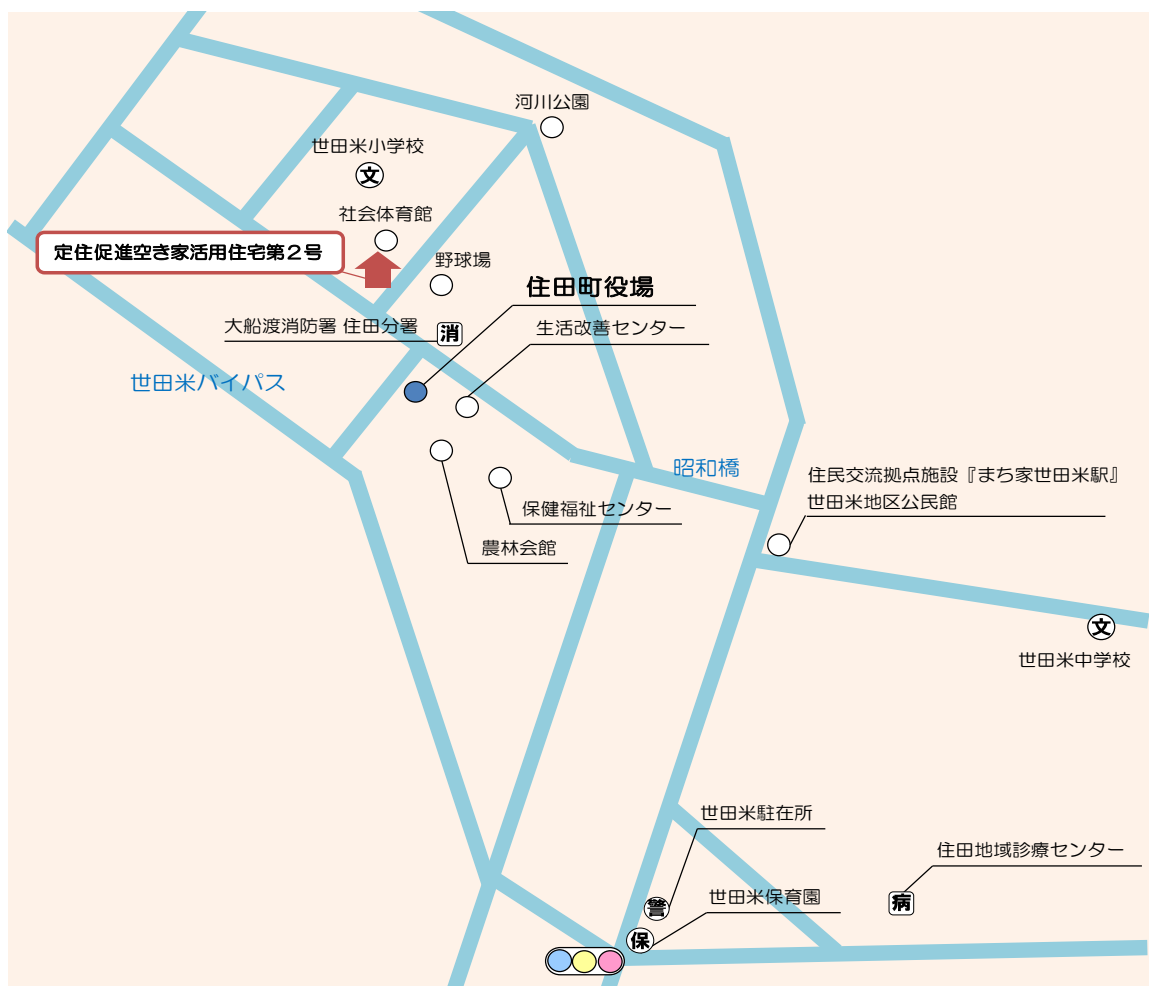 河川公園
世田米小学校
文
社会体育館
定住促進空き家活用住宅第２号
野球場
住田町役場
大船渡消防署 住田分署
消
生活改善センター
世田米バイパス
昭和橋
住民交流拠点施設『まち家世田米駅』
世田米地区公民館
保健福祉センター
農林会館
文
世田米中学校
世田米駐在所
住田地域診療センター
世田米保育園
病
警
保